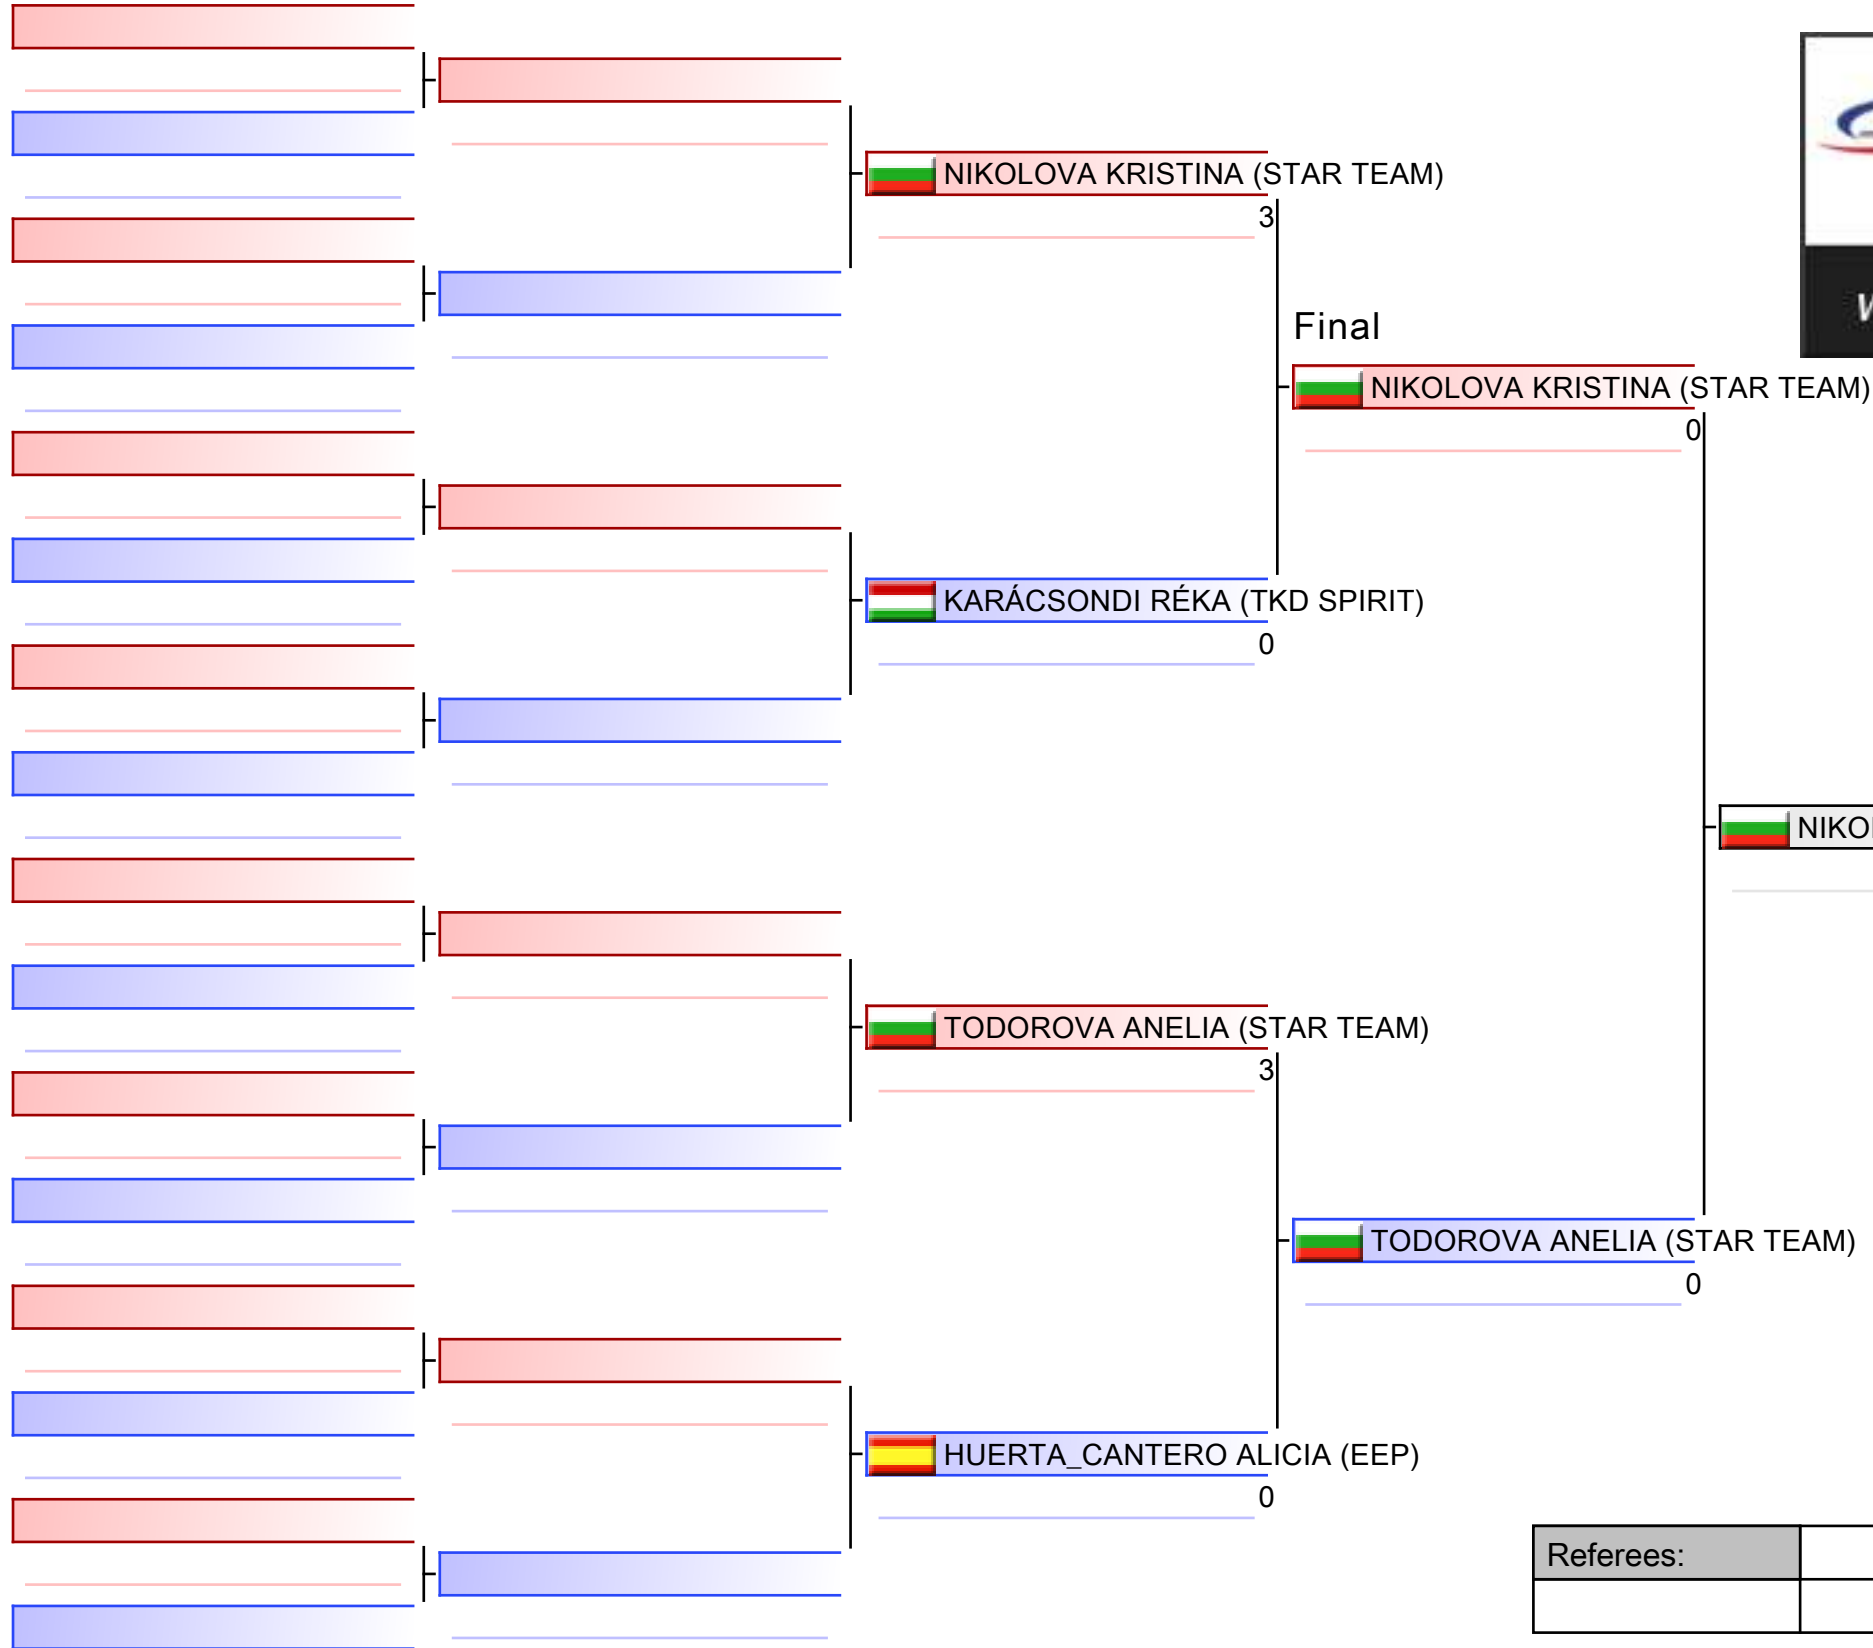 NIKOLOVA KRISTINA (STAR TEAM)
3
Final
NIKOLOVA KRISTINA (STAR TEAM)
0
KARÁCSONDI RÉKA (TKD SPIRIT)
0
TODOROVA ANELIA (STAR TEAM)
3
TODOROVA ANELIA (STAR TEAM)
0
HUERTA_CANTERO ALICIA (EEP)
0
Referees: